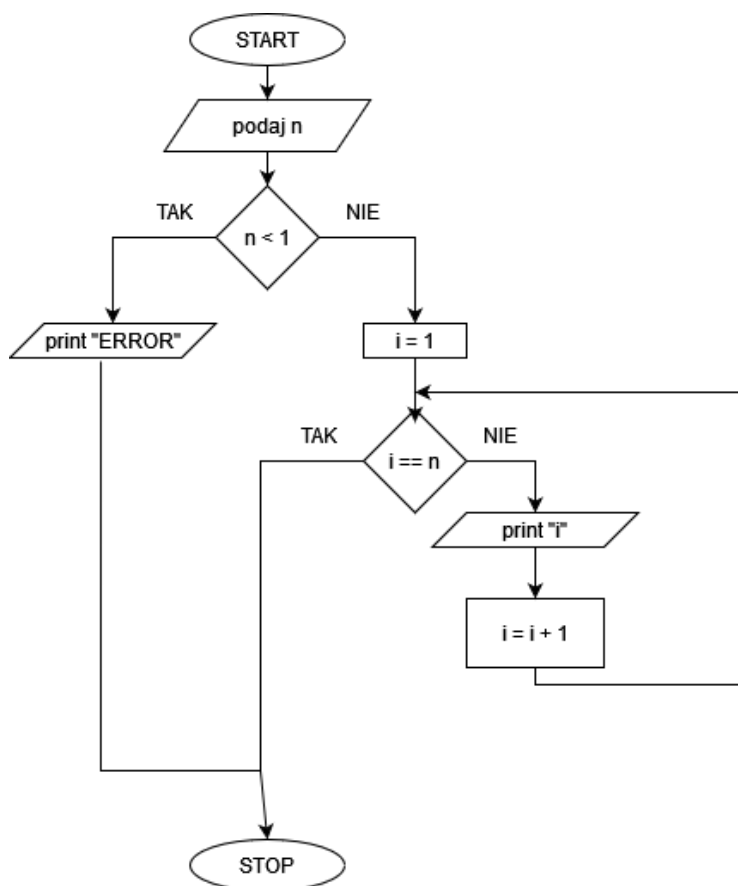 START
podaj n
TAK
NIE
n < 1
print "ERROR"
i = 1
TAK
NIE
i == n
print "i"
i = i + 1
STOP